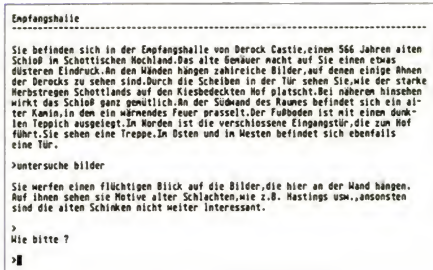 Empfangshalle
Sie befinden sich in der Empfangshalle von Derock Castle,einem 566 Jahren alten
Schloß im Schottischen Hochland.Das alte Gemäuer macht auf Sie einen etwas
düsteren Eindruck.An den Wänden hängen zahlreiche Bilder,auf denen einige Ahnen
der Derocks zu sehen sind.Durch die Scheiben in der Tür sehen Sie,wie der starke
Herbstregen Schottlands auf den Kiesbedeckten Hof platscht.Bei näherem hinsehen
wirkt das Schloß ganz gemütlich.An der Südwand des Raumes befindet sich ein al-
ter Kamin,in dem ein wärmendes Feuer prasselt.Der Fußboden ist mit einem dunk-
len Teppich ausgelegt.Im Norden ist die verschlossene Eingangstür,die zum Hof
führt.Sie sehen eine Treppe.Im Osten und im Westen befindet sich ebenfalls
eine Tür.
>untersuche bilder
Sie werfen einen flüchtigen Blick auf die Bilder,die hier an der Wand hängen.
Auf ihnen sehen sie Motive alter Schlachten,wie z.B. Hastings usw.,ansonsten
sind die alten Schinken nicht weiter interessant.
>
Wie bitte ?
>